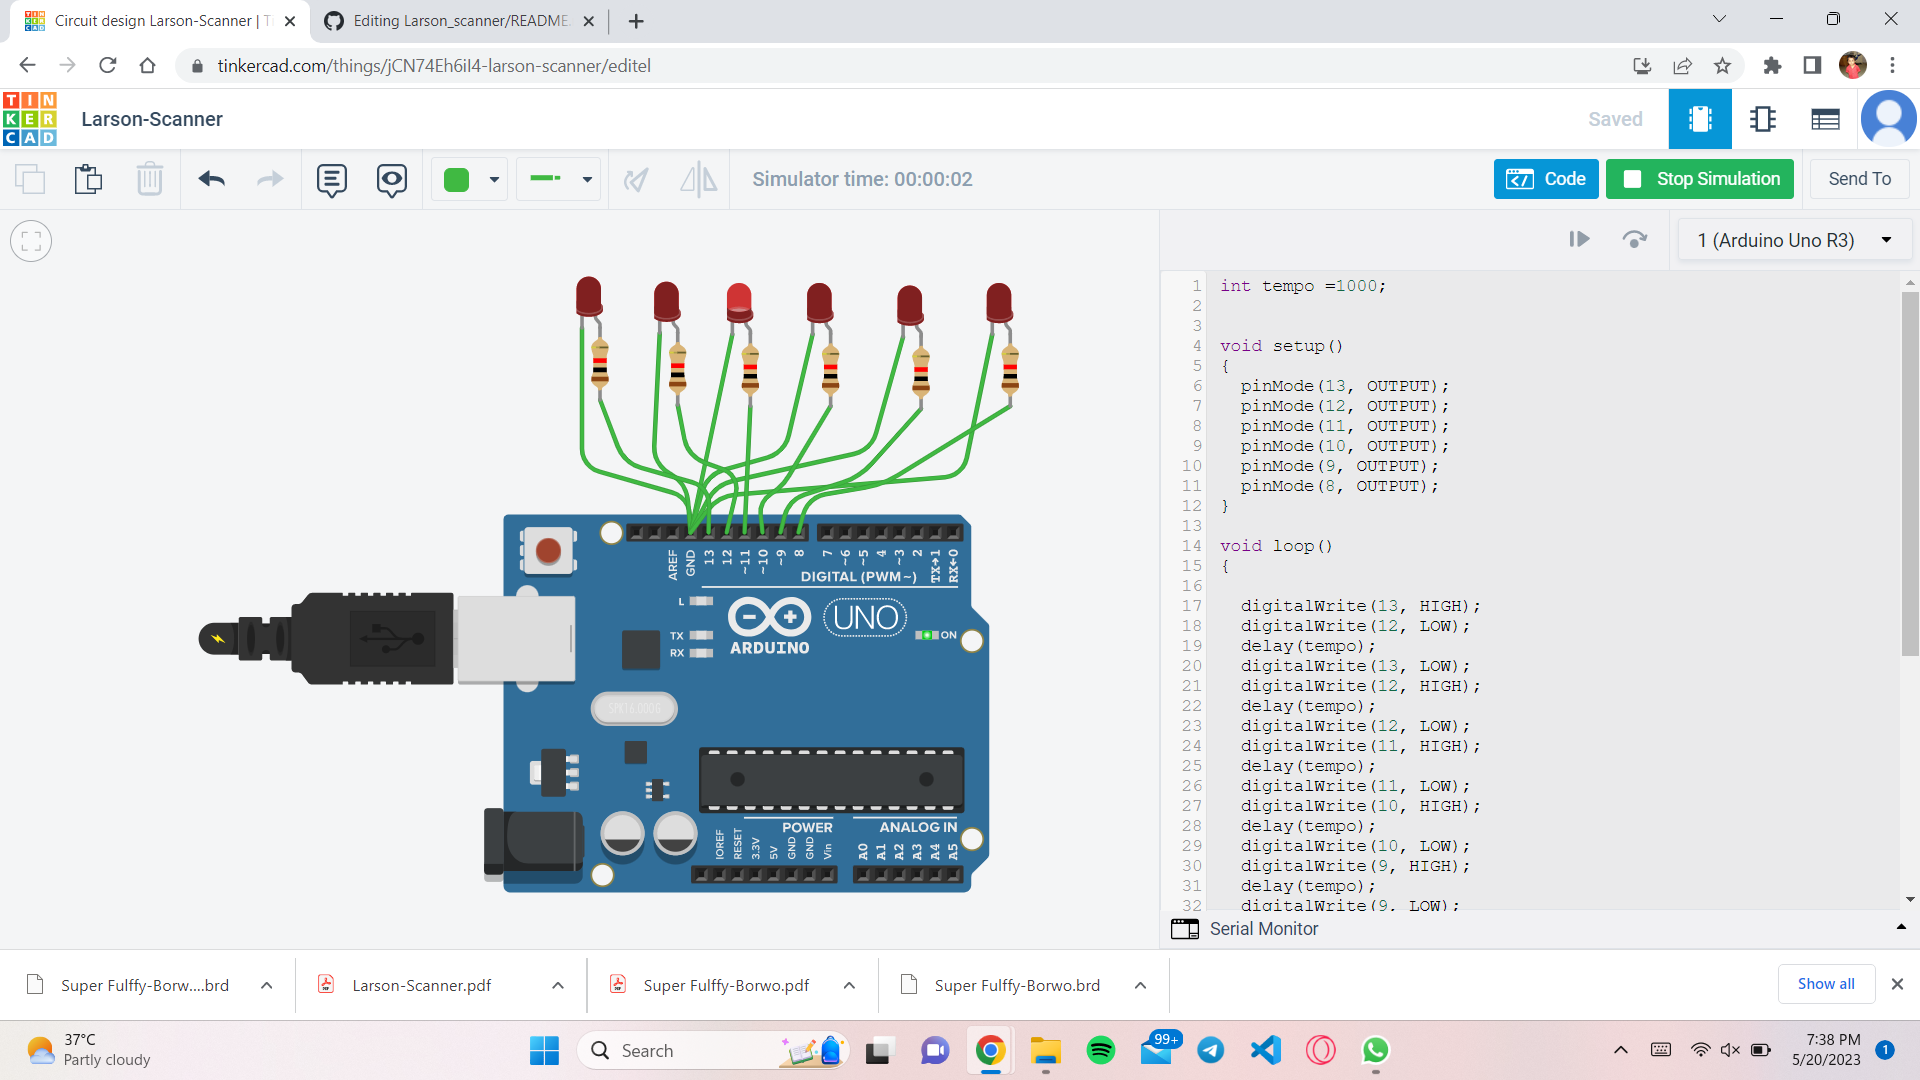 Circuit design Larson-Scanner | Ti
Editing Larson_scanner/README.
tinkercad.com/things/jCN74Eh6iI4-larson-scanner/editel
TIN
KER
CAD
Larson-Scanner
Saved
Simulator time: 00:00:02
Code
Stop Simulation
Send To
1 (Arduino Uno R3)
1 int tempo =1000;
2
3
4 void setup()
5 {
6 pinMode(13, OUTPUT);
7 pinMode(12, OUTPUT);
8 pinMode(11, OUTPUT);
9 pinMode(10, OUTPUT);
10 pinMode(9, OUTPUT);
11 pinMode(8, OUTPUT);
12 }
13
14 void loop()
15 {
16
17 digitalWrite(13, HIGH);
18 digitalWrite(12, LOW);
19 delay(tempo);
20 digitalWrite(13, LOW);
21 digitalWrite(12, HIGH);
22 delay(tempo);
23 digitalWrite(12, LOW);
24 digitalWrite(11, HIGH);
25 delay(tempo);
26 digitalWrite(11, LOW);
27 digitalWrite(10, HIGH);
28 delay(tempo);
29 digitalWrite(10, LOW);
30 digitalWrite(9, HIGH);
31 delay(tempo);
32 digitalWrite(9, LOW);
Serial Monitor
AREF GND 13 12 ~11 ~10 ~9 8 7 ~6 ~5 4 ~3 2 TX→1 RX←0
DIGITAL (PWM~)
L
TX
RX
UNO
ARDUINO
ON
POWER
ANALOG IN
IOREF RESET 3.3V 5V GND GND Vin A0 A1 A2 A3 A4 A5
Super Fulffy-Borw....brd
Larson-Scanner.pdf
Super Fulffy-Borwo.pdf
Super Fulffy-Borwo.brd
Show all
37°C
Partly cloudy
Search
99+
7:38 PM
5/20/2023
1